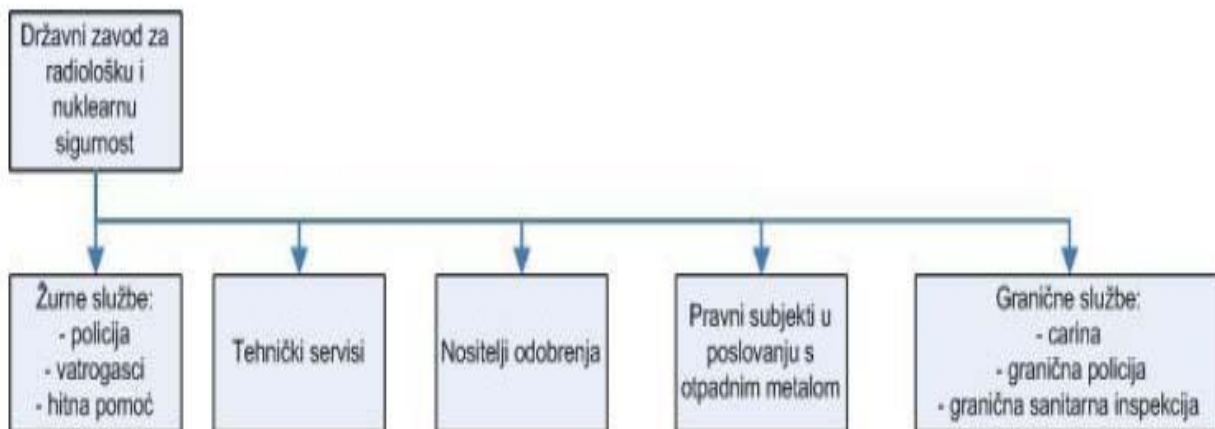 Državni zavod za
radiološku i
nuklearnu
sigurnost
Žurne službe:
- policija
- vatrogasci
- hitna pomoć
Tehnički servisi
Nositelji odobrenja
Pravni subjekti u
poslovanju s
otpadnim metalom
Granične službe:
- carina
- granična policija
- granična sanitarna inspekcija